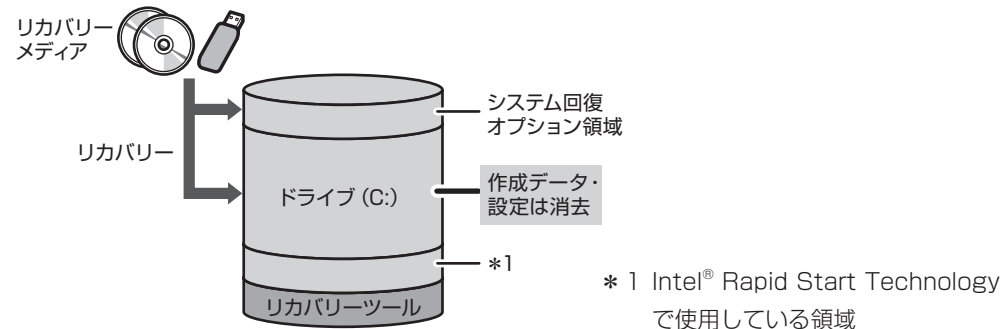 リカバリー
メディア
システム回復
オプション領域
リカバリー
ドライブ (C:)
作成データ・
設定は消去
*1
リカバリーツール
* 1 Intel® Rapid Start Technology
で使用している領域